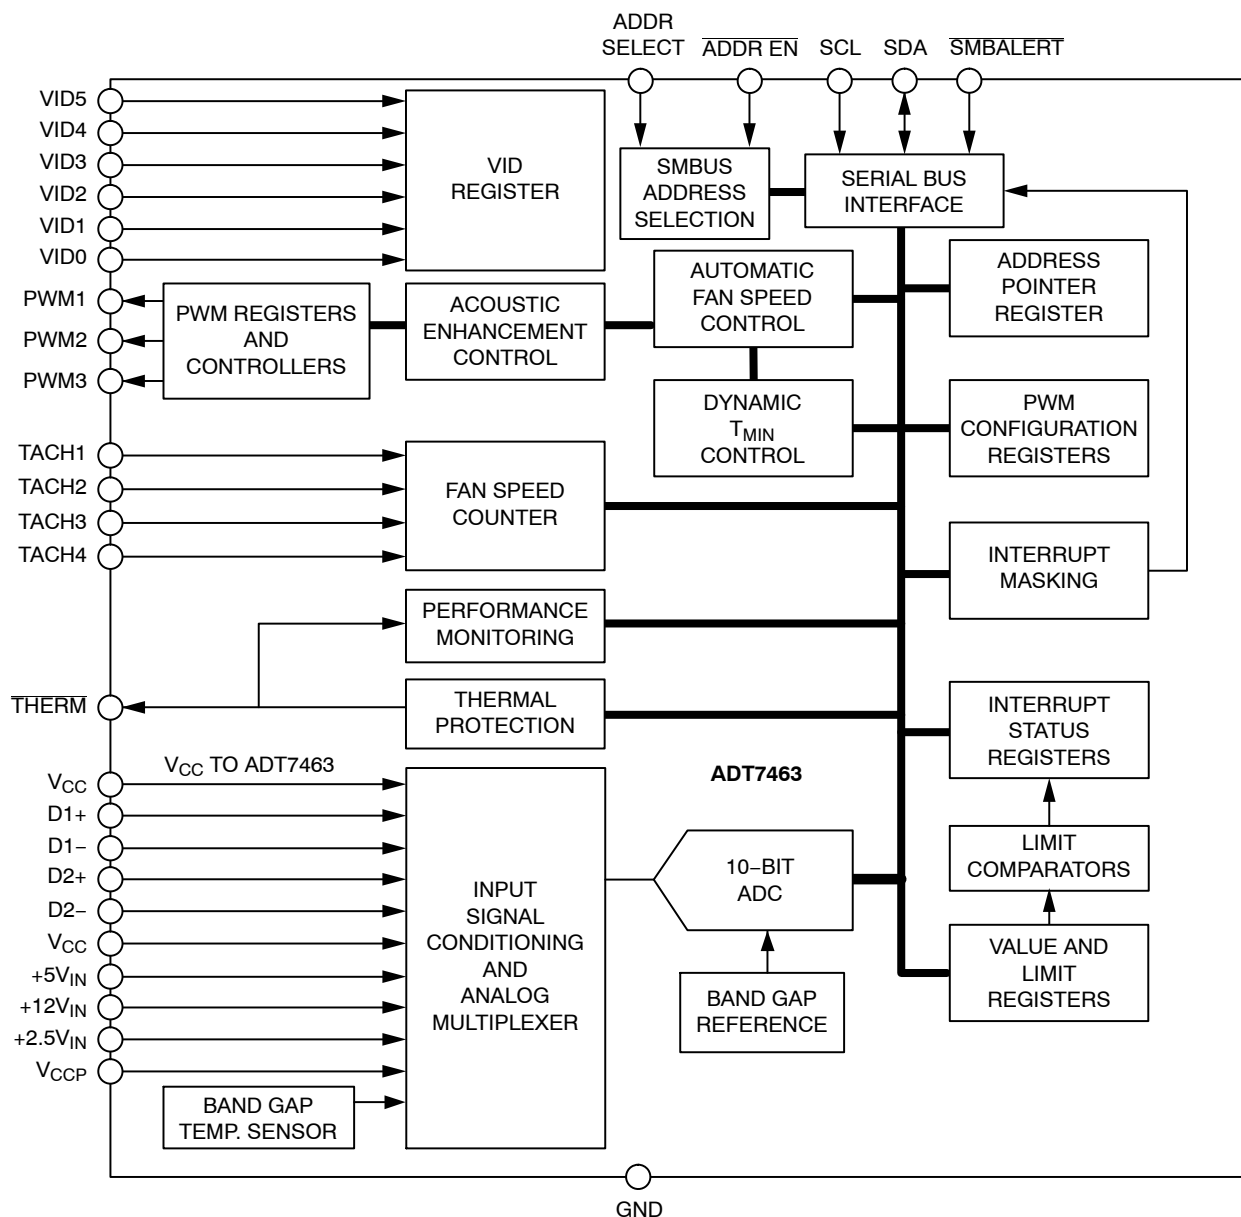 ADDR
SELECT
ADDR EN
SCL
SDA
SMBALERT
VID5
VID4
VID3
VID2
VID1
VID0
VID
REGISTER
SMBUS
ADDRESS
SELECTION
SERIAL BUS
INTERFACE
PWM1
PWM2
PWM3
PWM REGISTERS
AND
CONTROLLERS
ACOUSTIC
ENHANCEMENT
CONTROL
AUTOMATIC
FAN SPEED
CONTROL
ADDRESS
POINTER
REGISTER
DYNAMIC
TMIN
CONTROL
PWM
CONFIGURATION
REGISTERS
TACH1
TACH2
TACH3
TACH4
FAN SPEED
COUNTER
INTERRUPT
MASKING
PERFORMANCE
MONITORING
THERM
THERMAL
PROTECTION
INTERRUPT
STATUS
REGISTERS
VCC
VCC TO ADT7463
D1+
D1−
D2+
D2−
VCC
+5VIN
+12VIN
+2.5VIN
VCCP
INPUT
SIGNAL
CONDITIONING
AND
ANALOG
MULTIPLEXER
ADT7463
10−BIT
ADC
LIMIT
COMPARATORS
BAND GAP
REFERENCE
VALUE AND
LIMIT
REGISTERS
BAND GAP
TEMP. SENSOR
GND